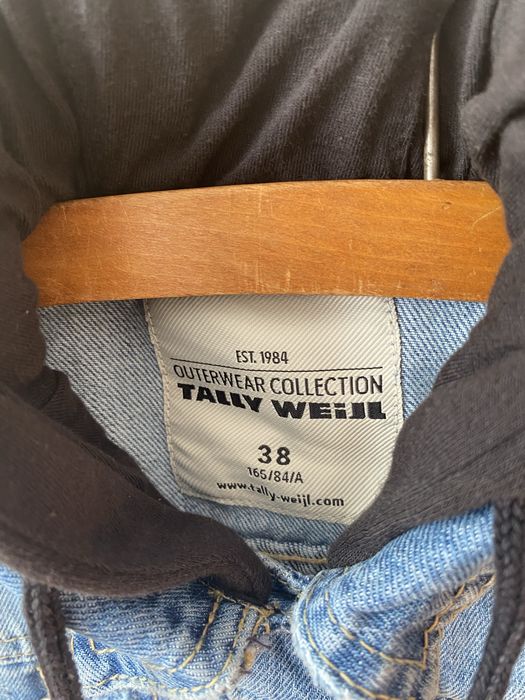 EST. 1984
OUTERWEAR COLLECTION
TALLY WEiJL
38
165/84/A
www.tally-weijl.com